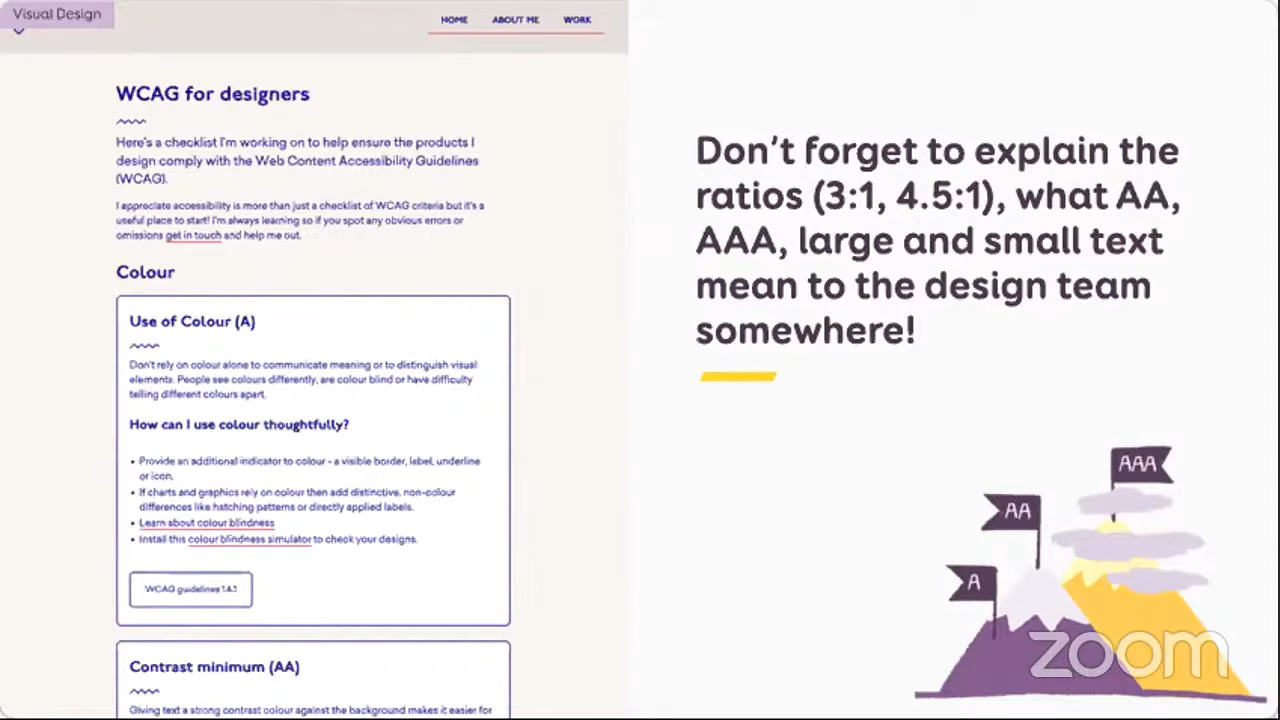 Visual Design
HOME ABOUT ME WORK
WCAG for designers
Here's a checklist I'm working on to help ensure the products I
design comply with the Web Content Accessibility Guidelines
(WCAG).
I appreciate accessibility is more than just a checklist of WCAG criteria but it's a
useful place to start! I'm always learning so if you spot any obvious errors or
omissions get in touch and help me out.
Colour
Use of Colour (A)
Don't rely on colour alone to communicate meaning or to distinguish visual
elements. People see colours differently, are colour blind or have difficulty
telling different colours apart.
How can I use colour thoughtfully?
• Provide an additional indicator to colour - a visible border, label, underline
or icon.
• If charts and graphics rely on colour then add distinctive, non-colour
differences like hatching patterns or directly applied labels.
• Learn about colour blindness
• Install this colour blindness simulator to check your designs.
WCAG guidelines 1.4.1
Contrast minimum (AA)
Giving text a strong contrast colour against the background makes it easier for
Don't forget to explain the
ratios (3:1, 4.5:1), what AA,
AAA, large and small text
mean to the design team
somewhere!
AAA
AA
A
zoom